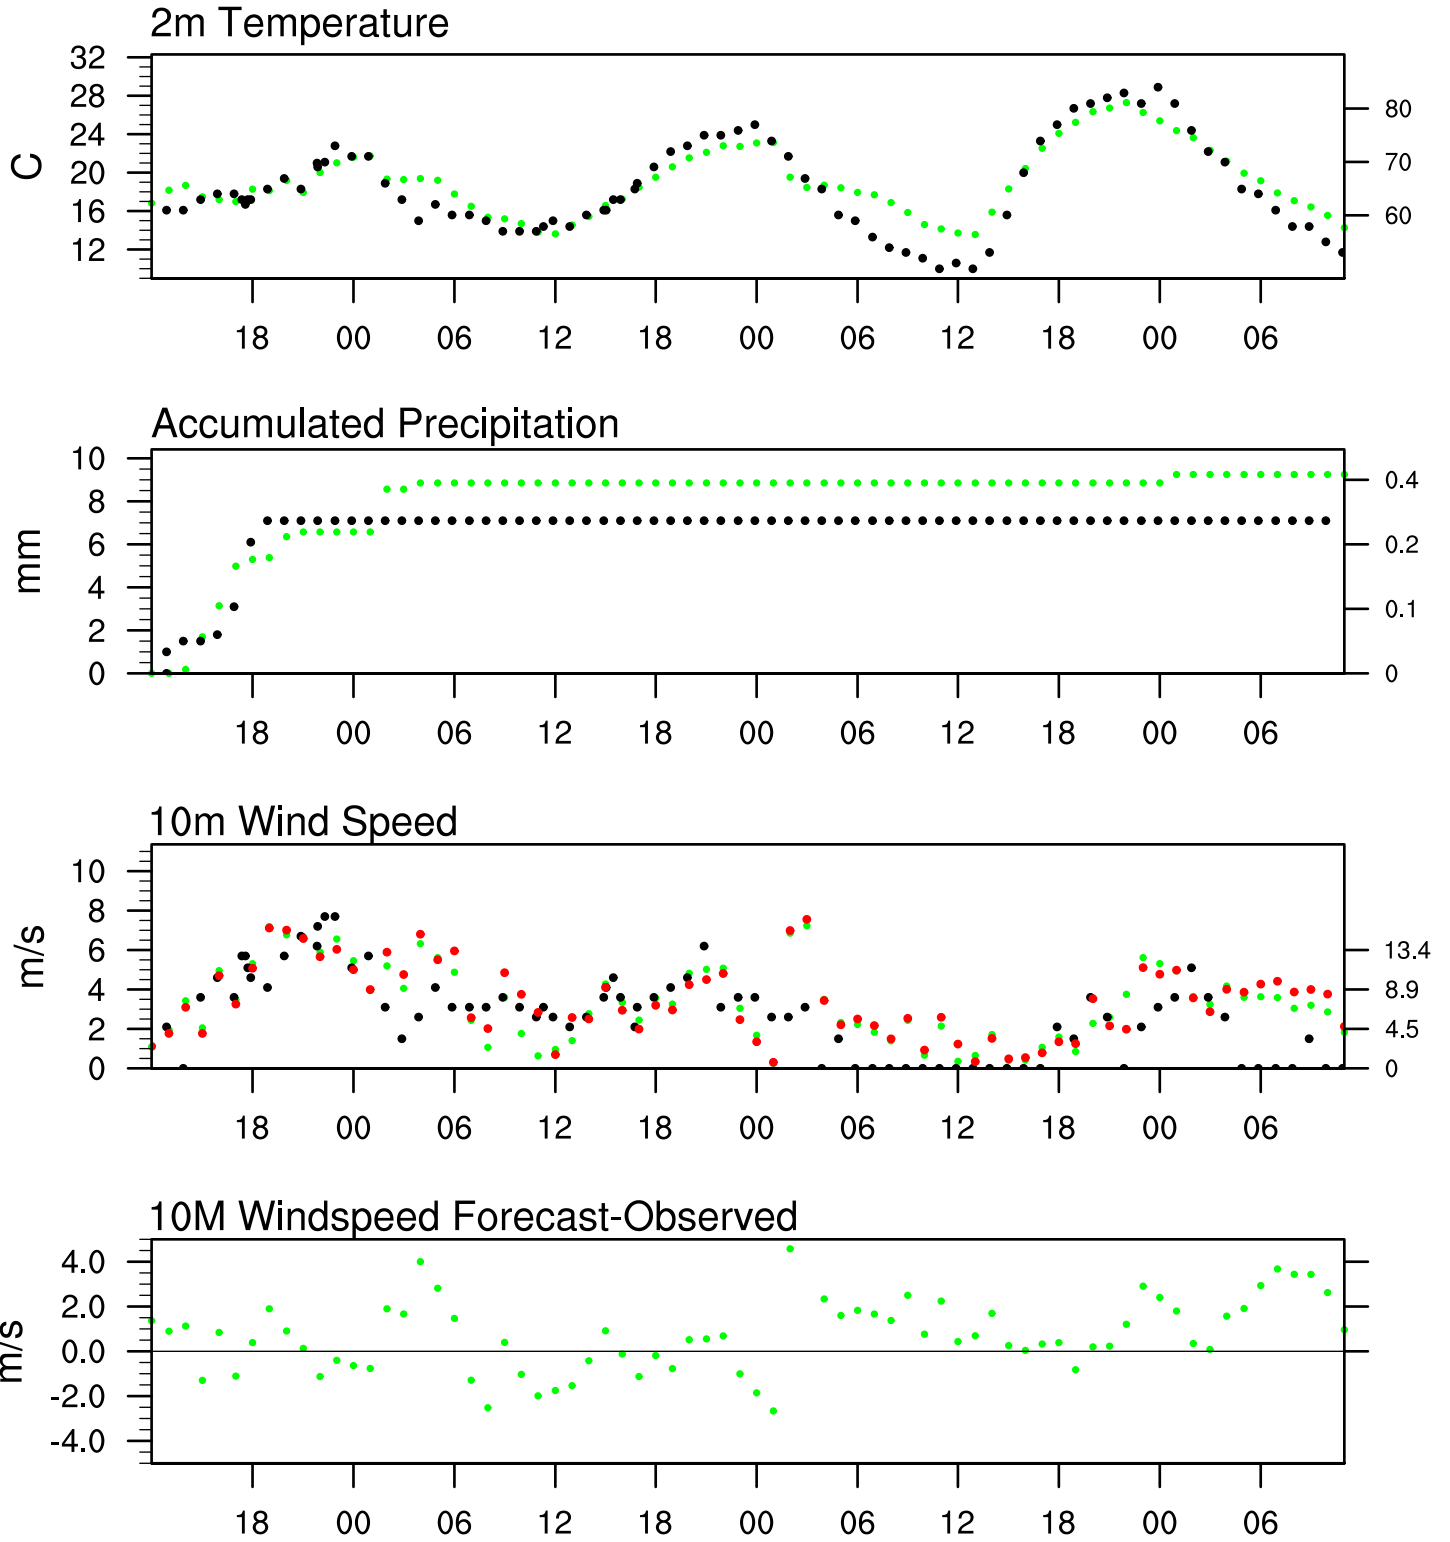 2m Temperature
32
28
24
20
16
12
C
80
70
60
18 00 06 12 18 00 06 12 18 00 06
Accumulated Precipitation
10
8
6
4
2
0
mm
0.4
0.2
0.1
0
18 00 06 12 18 00 06 12 18 00 06
10m Wind Speed
10
8
6
4
2
0
m/s
13.4
8.9
4.5
0
18 00 06 12 18 00 06 12 18 00 06
10M Windspeed Forecast-Observed
4.0
2.0
0.0
-2.0
-4.0
m/s
18 00 06 12 18 00 06 12 18 00 06